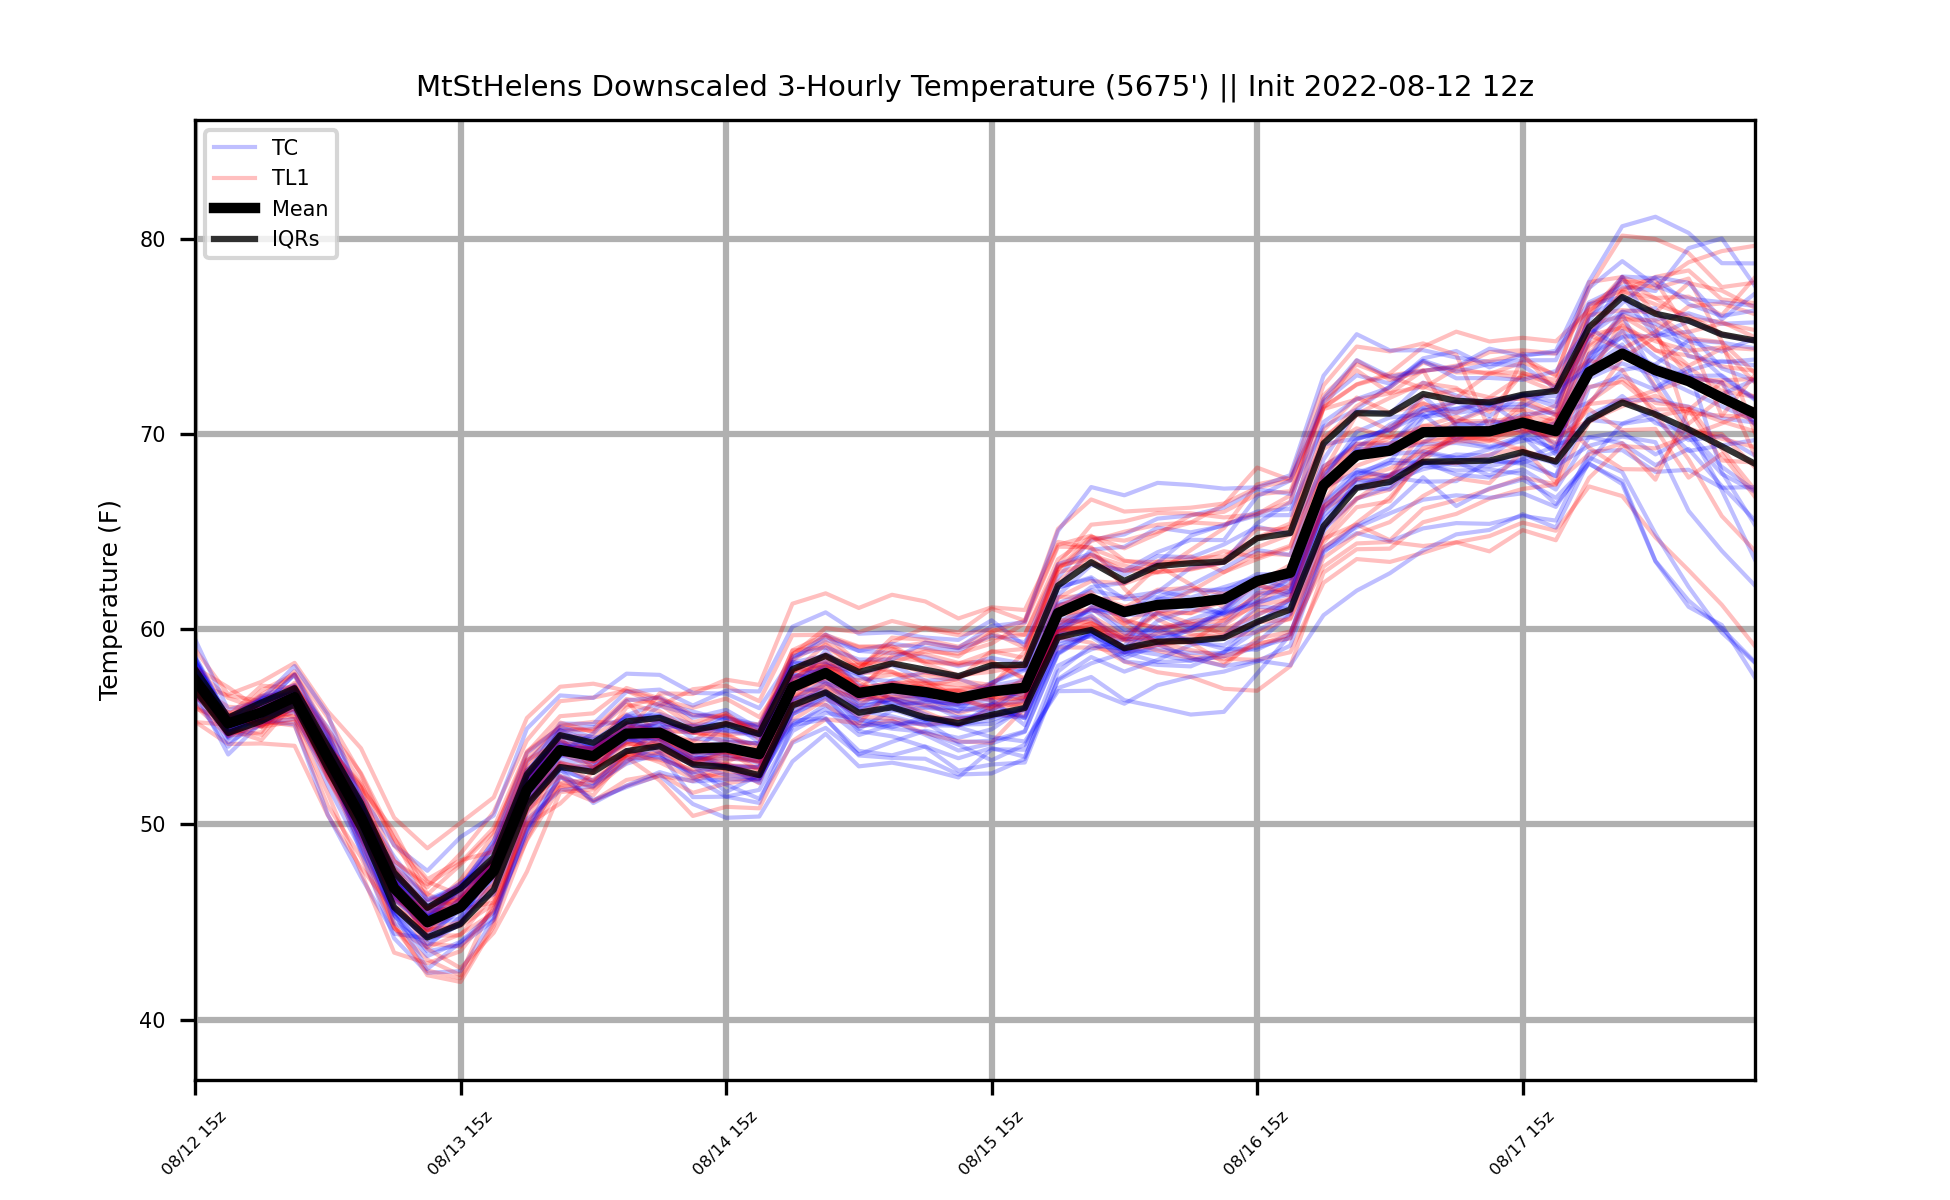 MtStHelens Downscaled 3-Hourly Temperature (5675') || Init 2022-08-12 12z
TC
TL1
Mean
IQRs
Temperature (F)
80
70
60
50
40
08/12 15z
08/13 15z
08/14 15z
08/15 15z
08/16 15z
08/17 15z